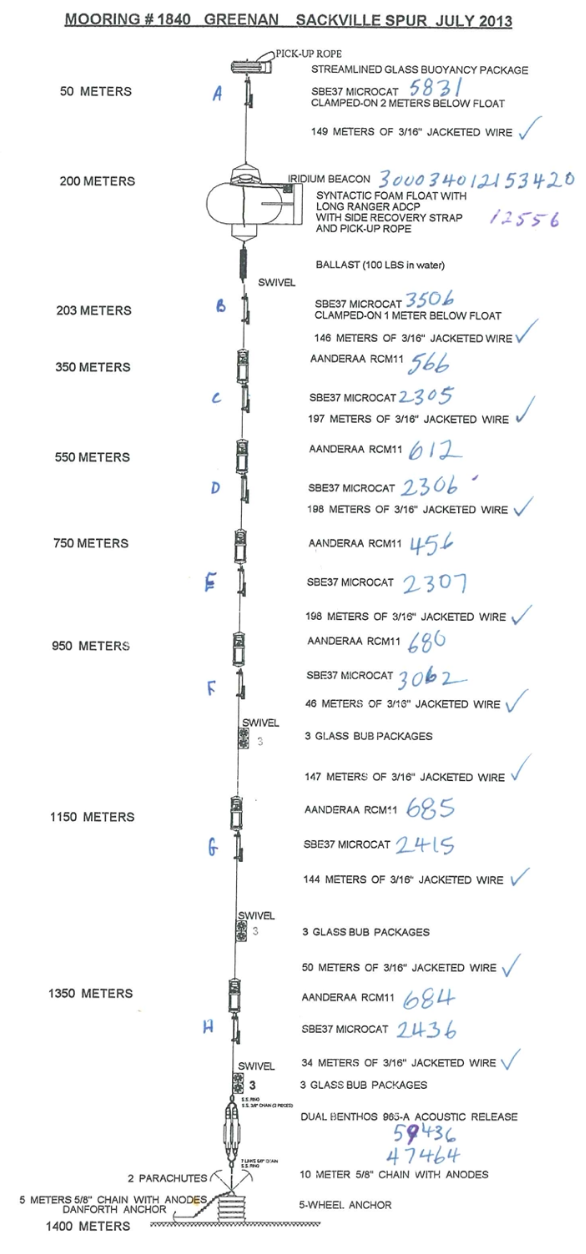 MOORING # 1840 GREENAN SACKVILLE SPUR JULY 2013
PICK-UP ROPE
STREAMLINED GLASS BUOYANCY PACKAGE
50 METERS A SBE37 MICROCAT 5831
CLAMPED-ON 2 METERS BELOW FLOAT
149 METERS OF 3/16" JACKETED WIRE ✓
200 METERS IRIDIUM BEACON 300034012153420
SYNTACTIC FOAM FLOAT WITH
LONG RANGER ADCP
WITH SIDE RECOVERY STRAP 12556
AND PICK-UP ROPE
BALLAST (100 LBS in water)
SWIVEL
203 METERS B SBE37 MICROCAT 3506
CLAMPED-ON 1 METER BELOW FLOAT
146 METERS OF 3/16" JACKETED WIRE ✓
350 METERS AANDERAA RCM11 566
C SBE37 MICROCAT 2305
197 METERS OF 3/16" JACKETED WIRE ✓
550 METERS AANDERAA RCM11 612
D SBE37 MICROCAT 2306
198 METERS OF 3/16" JACKETED WIRE ✓
750 METERS AANDERAA RCM11 456
E SBE37 MICROCAT 2307
198 METERS OF 3/16" JACKETED WIRE ✓
950 METERS AANDERAA RCM11 680
F SBE37 MICROCAT 3062
46 METERS OF 3/16" JACKETED WIRE ✓
SWIVEL
3 3 GLASS BUB PACKAGES
147 METERS OF 3/16" JACKETED WIRE ✓
1150 METERS AANDERAA RCM11 685
G SBE37 MICROCAT 2415
144 METERS OF 3/16" JACKETED WIRE ✓
SWIVEL
3 3 GLASS BUB PACKAGES
50 METERS OF 3/16" JACKETED WIRE ✓
1350 METERS AANDERAA RCM11 684
H SBE37 MICROCAT 2436
34 METERS OF 3/16" JACKETED WIRE ✓
SWIVEL
3 3 GLASS BUB PACKAGES
S.S. RING
S.S. 3/8" CHAIN (2 PIECES)
DUAL BENTHOS 965-A ACOUSTIC RELEASE
59436
47464
S.S. RING
2 PARACHUTES 10 METER 5/8" CHAIN WITH ANODES
5 METERS 5/8" CHAIN WITH ANODES
DANFORTH ANCHOR 5-WHEEL ANCHOR
1400 METERS